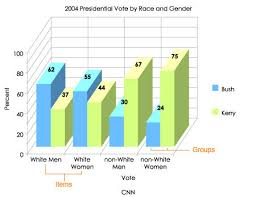 2004 Presidential Vote by Race and Gender
100
80
60
40
20
0
Percent
62
37
55
44
30
67
24
75
Bush
Kerry
White Men
White Women
non-White Men
non-White Women
Groups
Items
Vote
CNN